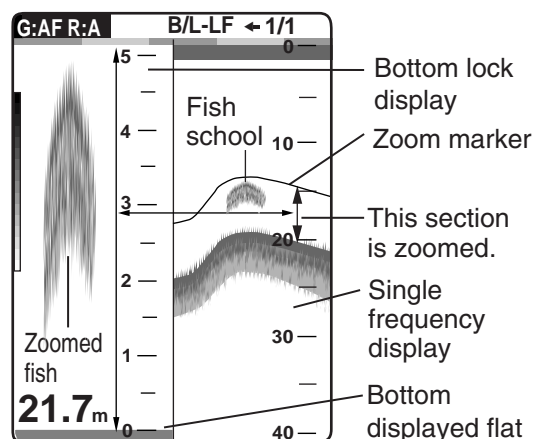 G:AF R:A
B/L-LF ← 1/1
5
4
3
2
1
0
0
10
20
30
40
Fish
school
Zoomed
fish
21.7m
Bottom lock
display
Zoom marker
This section
is zoomed.
Single
frequency
display
Bottom
displayed flat